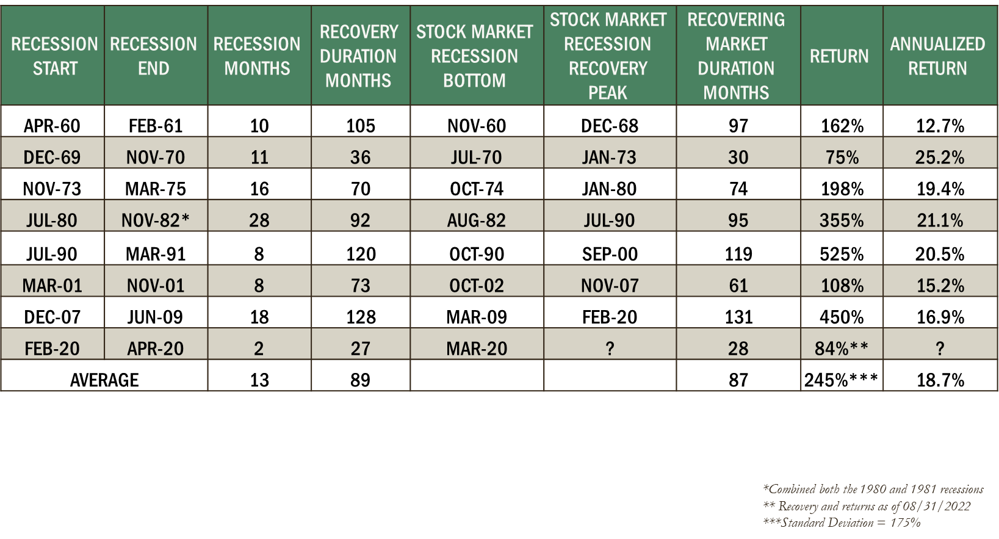 RECESSION START RECESSION END RECESSION MONTHS RECOVERY DURATION MONTHS STOCK MARKET RECESSION BOTTOM STOCK MARKET RECESSION RECOVERY PEAK RECOVERING MARKET DURATION MONTHS RETURN ANNUALIZED RETURN
APR-60 FEB-61 10 105 NOV-60 DEC-68 97 162% 12.7%
DEC-69 NOV-70 11 36 JUL-70 JAN-73 30 75% 25.2%
NOV-73 MAR-75 16 70 OCT-74 JAN-80 74 198% 19.4%
JUL-80 NOV-82* 28 92 AUG-82 JUL-90 95 355% 21.1%
JUL-90 MAR-91 8 120 OCT-90 SEP-00 119 525% 20.5%
MAR-01 NOV-01 8 73 OCT-02 NOV-07 61 108% 15.2%
DEC-07 JUN-09 18 128 MAR-09 FEB-20 131 450% 16.9%
FEB-20 APR-20 2 27 MAR-20 ? 28 84%** ?
AVERAGE 13 89 87 245%*** 18.7%
*Combined both the 1980 and 1981 recessions
** Recovery and returns as of 08/31/2022
***Standard Deviation = 175%